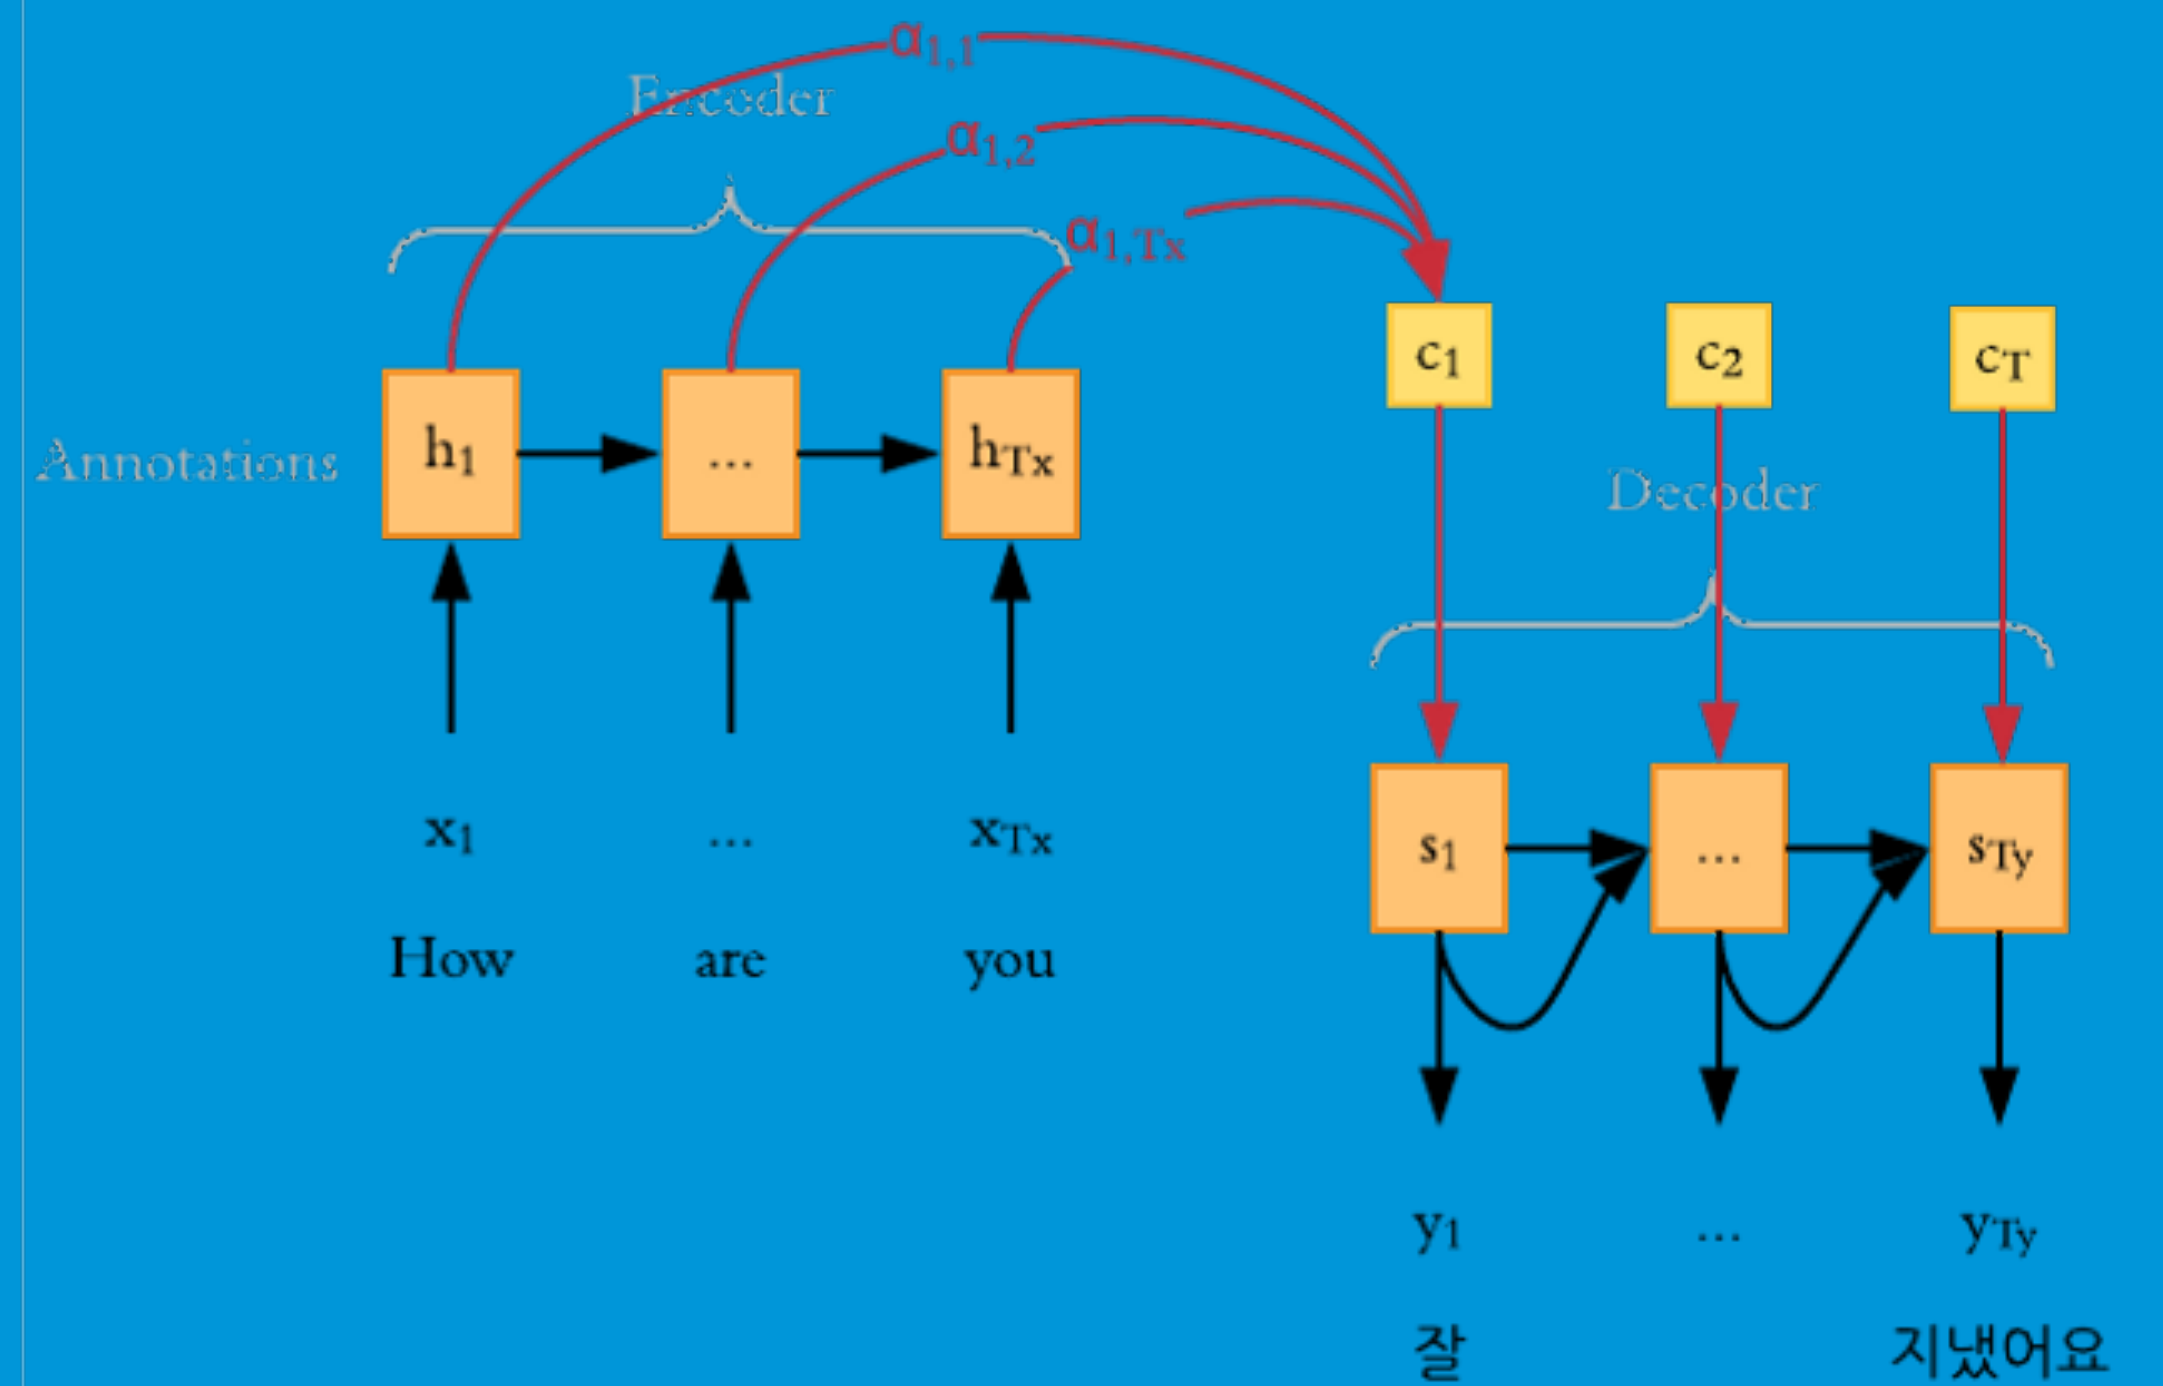 α1,1
Encoder
α1,2
α1,Tx
c1 c2 cT
Annotations h1 ... hTx
Decoder
x1 ... xTx
s1 ... sTy
How are you
y1 ... yTy
잘 지냈어요